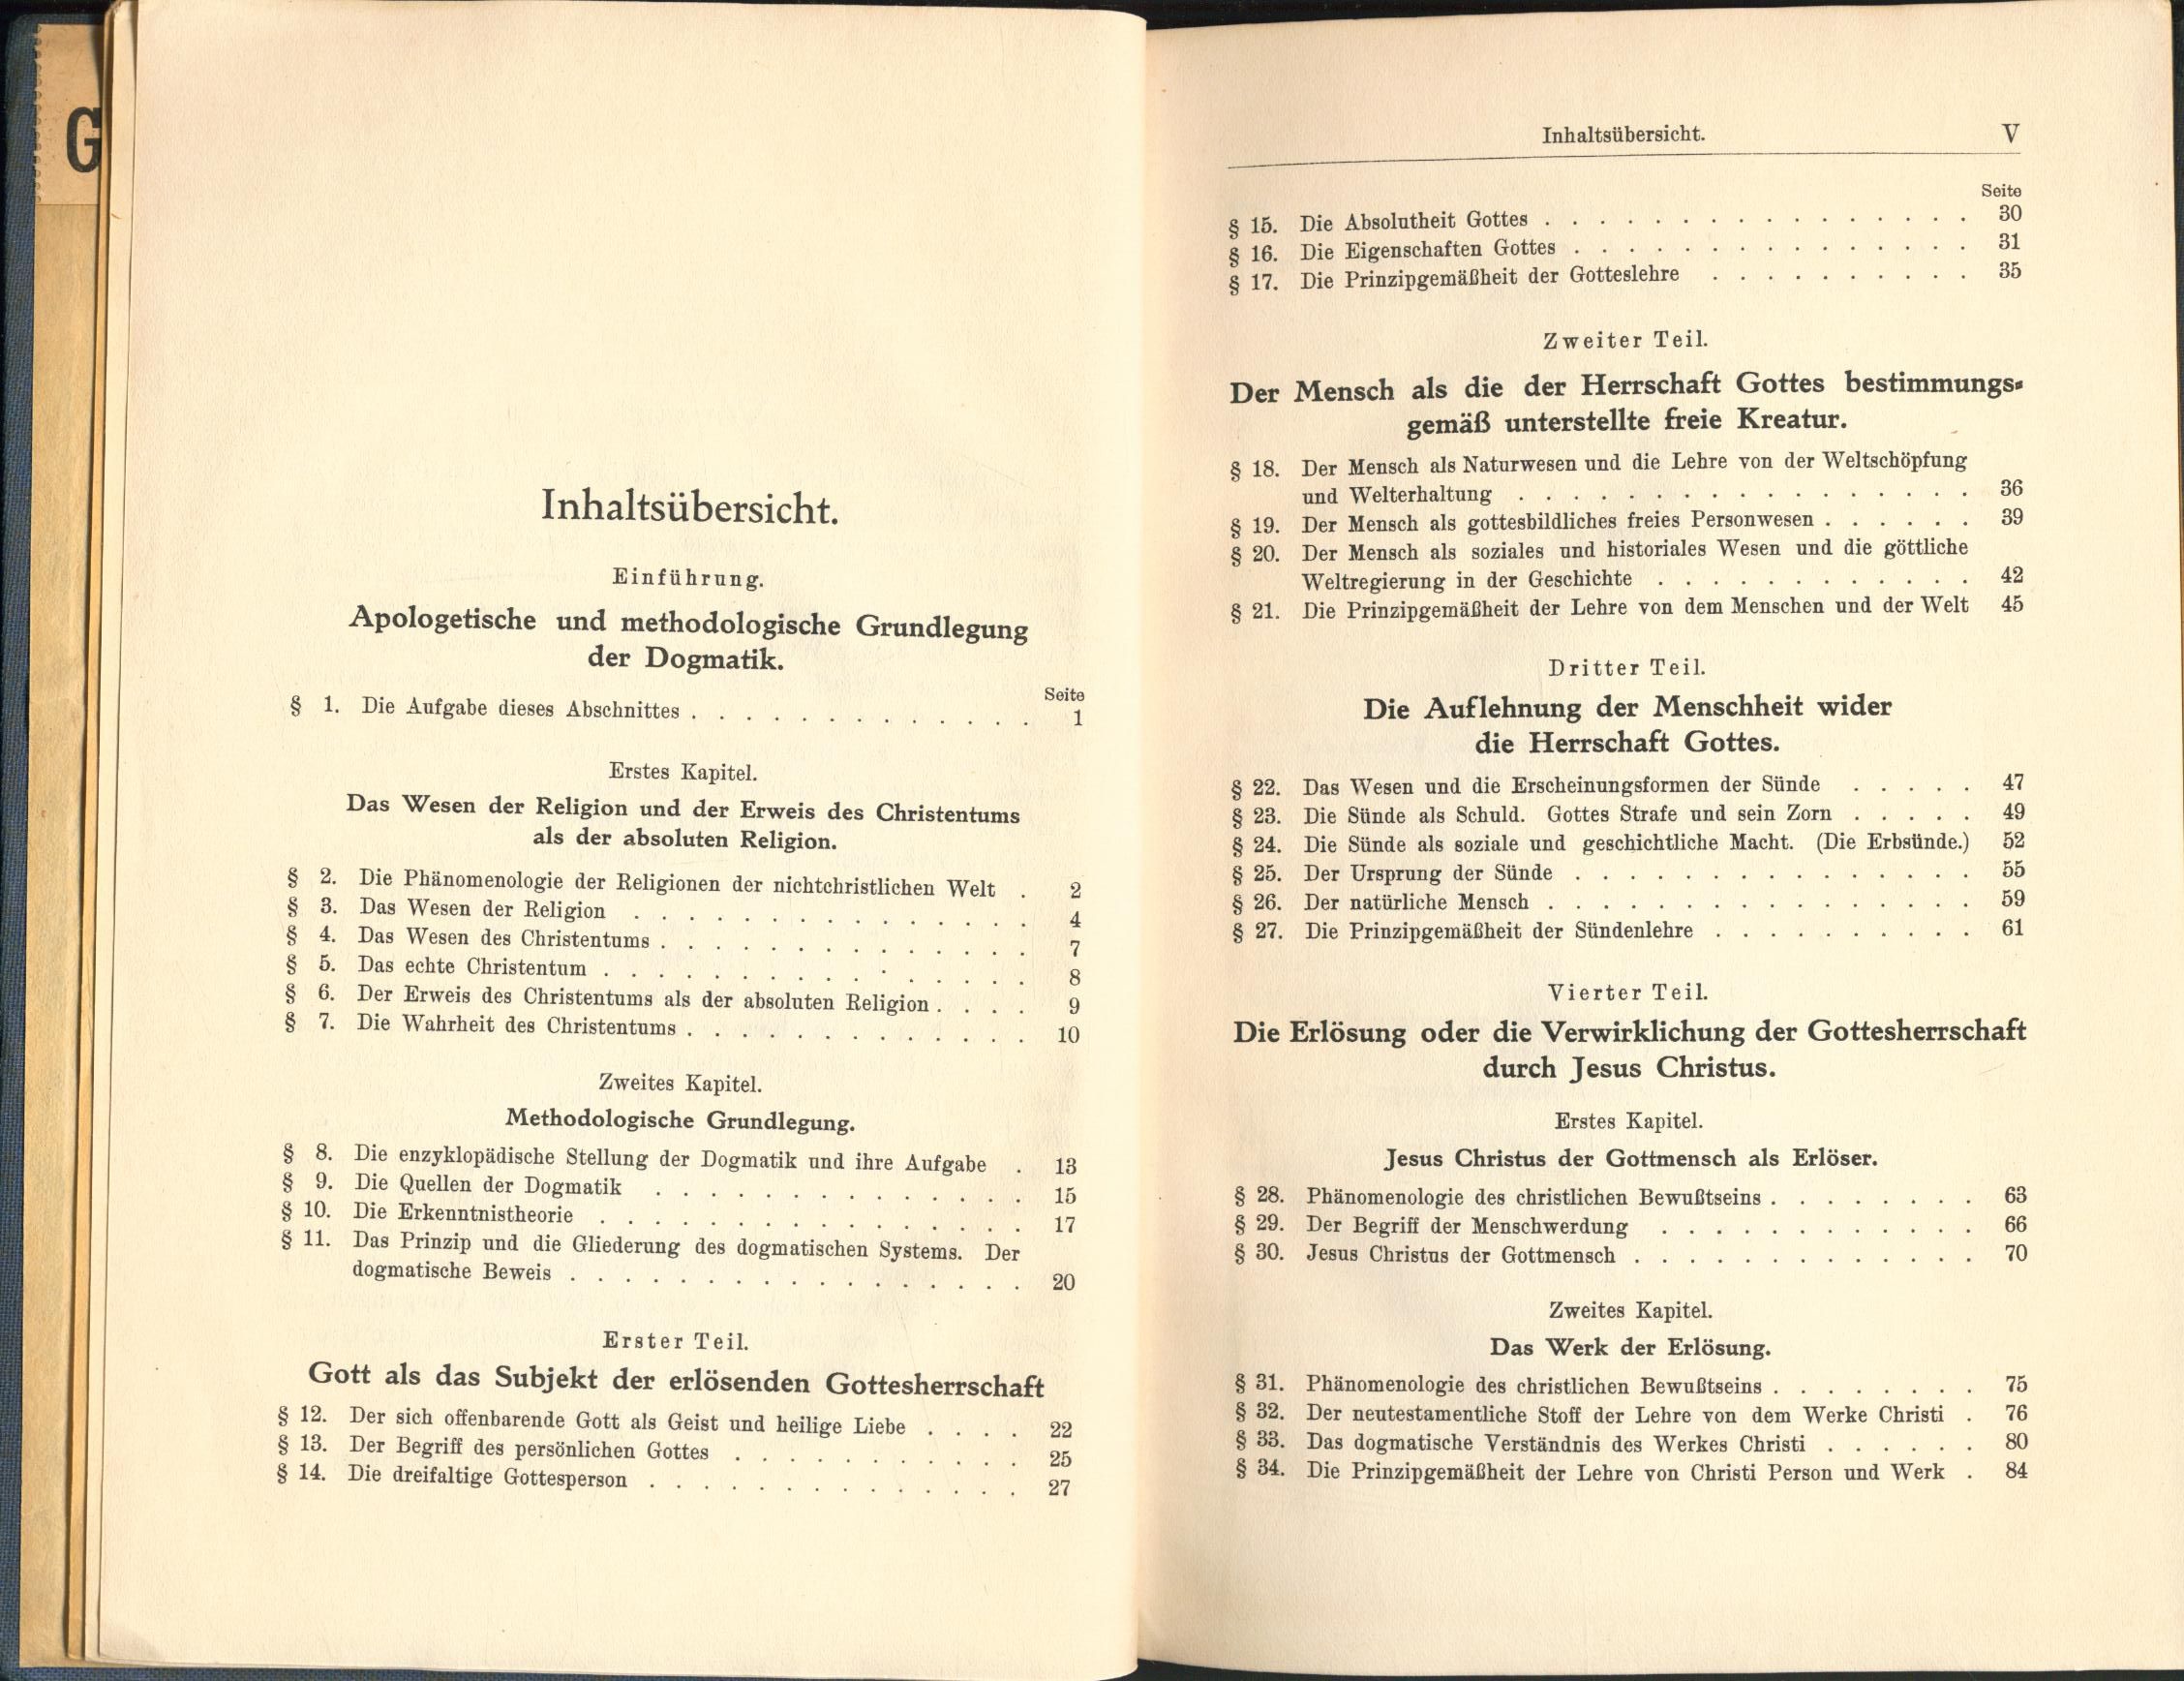 G
Inhaltsübersicht.
Einführung.
Apologetische und methodologische Grundlegung
der Dogmatik.
Seite
§ 1. Die Aufgabe dieses Abschnittes . . . . . . . . . . . . . 1
Erstes Kapitel.
Das Wesen der Religion und der Erweis des Christentums
als der absoluten Religion.
§ 2. Die Phänomenologie der Religionen der nichtchristlichen Welt . 2
§ 3. Das Wesen der Religion . . . . . . . . . . . . . . . 4
§ 4. Das Wesen des Christentums . . . . . . . . . . . . . . 7
§ 5. Das echte Christentum . . . . . . . . . . . . . . . . 8
§ 6. Der Erweis des Christentums als der absoluten Religion . . . . 9
§ 7. Die Wahrheit des Christentums . . . . . . . . . . . . . 10
Zweites Kapitel.
Methodologische Grundlegung.
§ 8. Die enzyklopädische Stellung der Dogmatik und ihre Aufgabe . 13
§ 9. Die Quellen der Dogmatik . . . . . . . . . . . . . . 15
§ 10. Die Erkenntnistheorie . . . . . . . . . . . . . . . . 17
§ 11. Das Prinzip und die Gliederung des dogmatischen Systems. Der
dogmatische Beweis . . . . . . . . . . . . . . . . . 20
Erster Teil.
Gott als das Subjekt der erlösenden Gottesherrschaft
§ 12. Der sich offenbarende Gott als Geist und heilige Liebe . . . . 22
§ 13. Der Begriff des persönlichen Gottes . . . . . . . . . . . 25
§ 14. Die dreifaltige Gottesperson . . . . . . . . . . . . . . 27
Inhaltsübersicht. V
Seite
§ 15. Die Absolutheit Gottes . . . . . . . . . . . . . . . . 30
§ 16. Die Eigenschaften Gottes . . . . . . . . . . . . . . . 31
§ 17. Die Prinzipgemäßheit der Gotteslehre . . . . . . . . . . 35
Zweiter Teil.
Der Mensch als die der Herrschaft Gottes bestimmungs-
gemäß unterstellte freie Kreatur.
§ 18. Der Mensch als Naturwesen und die Lehre von der Weltschöpfung
und Welterhaltung . . . . . . . . . . . . . . . . . 36
§ 19. Der Mensch als gottesbildliches freies Personwesen . . . . . . 39
§ 20. Der Mensch als soziales und historiales Wesen und die göttliche
Weltregierung in der Geschichte . . . . . . . . . . . . 42
§ 21. Die Prinzipgemäßheit der Lehre von dem Menschen und der Welt 45
Dritter Teil.
Die Auflehnung der Menschheit wider
die Herrschaft Gottes.
§ 22. Das Wesen und die Erscheinungsformen der Sünde . . . . . 47
§ 23. Die Sünde als Schuld. Gottes Strafe und sein Zorn . . . . . 49
§ 24. Die Sünde als soziale und geschichtliche Macht. (Die Erbsünde.) 52
§ 25. Der Ursprung der Sünde . . . . . . . . . . . . . . . 55
§ 26. Der natürliche Mensch . . . . . . . . . . . . . . . . 59
§ 27. Die Prinzipgemäßheit der Sündenlehre . . . . . . . . . . 61
Vierter Teil.
Die Erlösung oder die Verwirklichung der Gottesherrschaft
durch Jesus Christus.
Erstes Kapitel.
Jesus Christus der Gottmensch als Erlöser.
§ 28. Phänomenologie des christlichen Bewußtseins . . . . . . . . 63
§ 29. Der Begriff der Menschwerdung . . . . . . . . . . . . 66
§ 30. Jesus Christus der Gottmensch . . . . . . . . . . . . . 70
Zweites Kapitel.
Das Werk der Erlösung.
§ 31. Phänomenologie des christlichen Bewußtseins . . . . . . . . 75
§ 32. Der neutestamentliche Stoff der Lehre von dem Werke Christi . 76
§ 33. Das dogmatische Verständnis des Werkes Christi . . . . . . 80
§ 34. Die Prinzipgemäßheit der Lehre von Christi Person und Werk . 84